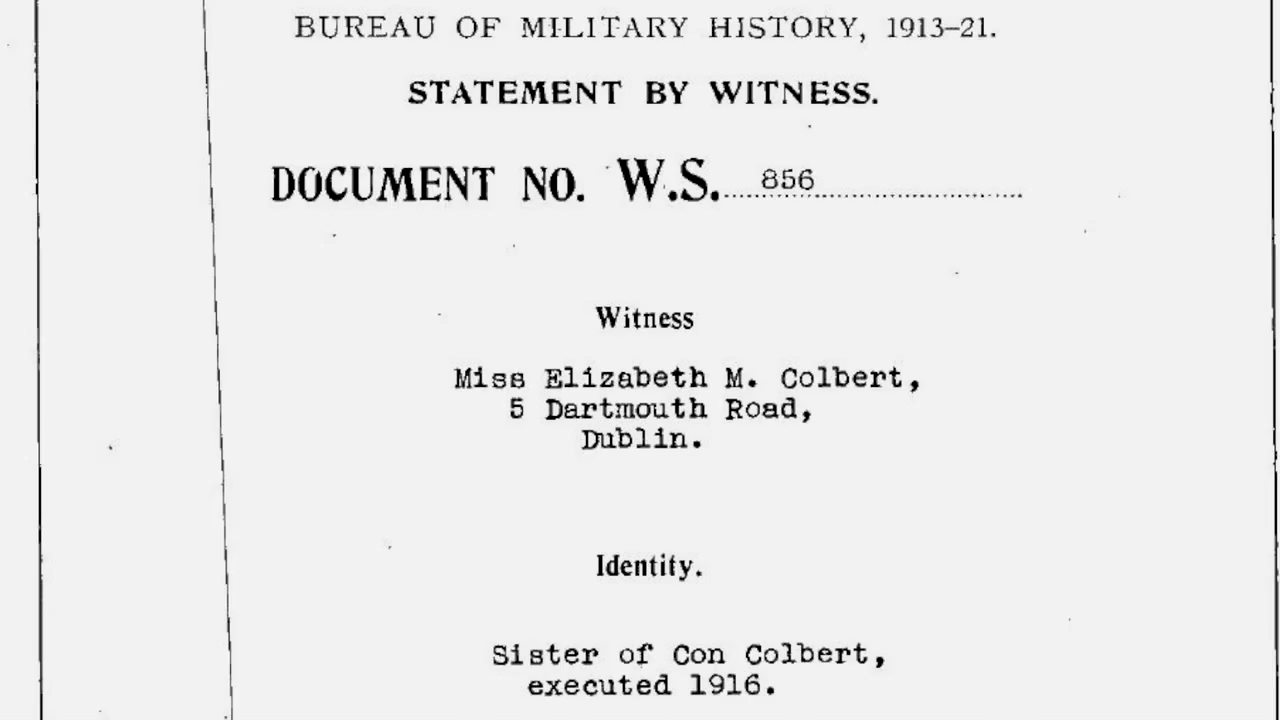 BUREAU OF MILITARY HISTORY, 1913–21.
STATEMENT BY WITNESS.
DOCUMENT NO. W.S. 856
Witness
Miss Elizabeth M. Colbert,
5 Dartmouth Road,
Dublin.
Identity.
Sister of Con Colbert,
executed 1916.